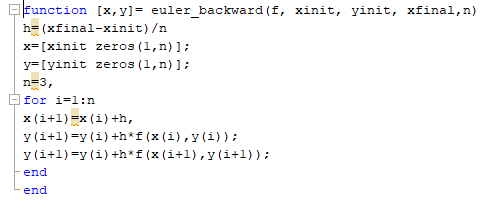 function [x,y]= euler_backward(f, xinit, yinit, xfinal,n)
h=(xfinal-xinit)/n
x=[xinit zeros(1,n)];
y=[yinit zeros(1,n)];
n=3,
for i=1:n
x(i+1)=x(i)+h,
y(i+1)=y(i)+h*f(x(i),y(i));
y(i+1)=y(i)+h*f(x(i+1),y(i+1));
end
end